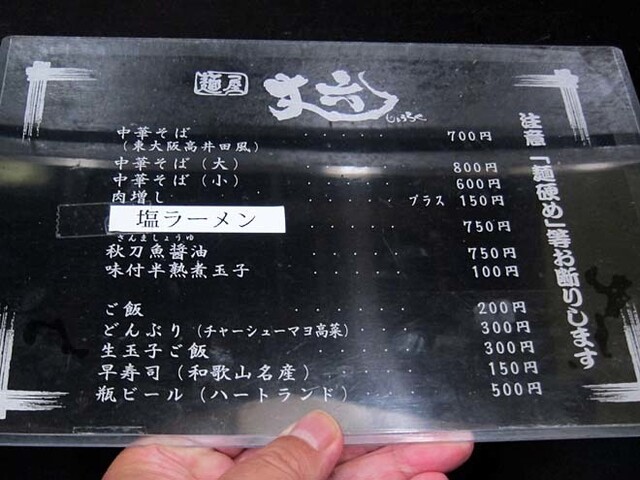 麺屋 丈六 じょうろく
中華そば ・・・・・ 700円
（東大阪高井田風）
中華そば（大） ・・・・・ 800円
中華そば（小） ・・・・・ 600円
肉増し ・・・・・ プラス 150円
塩ラーメン ・・・・・ 750円
さんましょうゆ
秋刀魚醤油 ・・・・・ 750円
味付半熟煮玉子 ・・・・・ 100円
ご飯 ・・・・・ 200円
どんぶり（チャーシューマヨ高菜） ・・・ 300円
生玉子ご飯 ・・・・・ 300円
早寿司（和歌山名産） ・・・・・ 150円
瓶ビール（ハートランド） ・・・・ 500円
注意「麺硬め」等お断りします